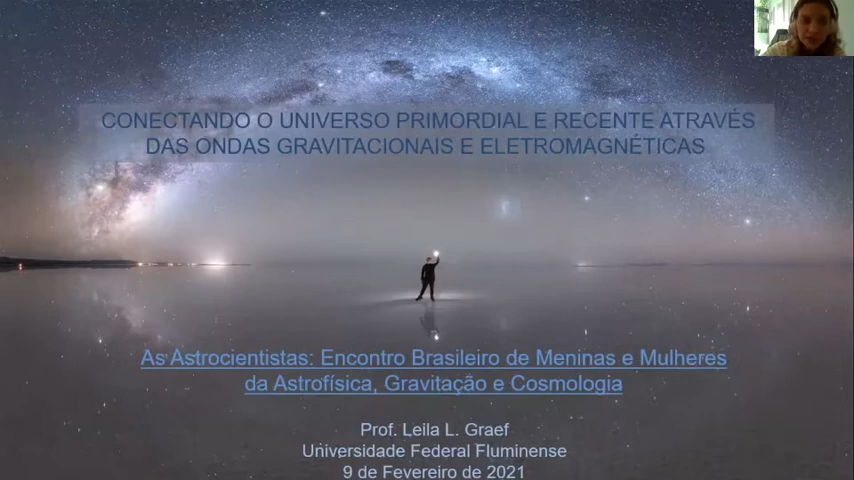 CONECTANDO O UNIVERSO PRIMORDIAL E RECENTE ATRAVÉS
DAS ONDAS GRAVITACIONAIS E ELETROMAGNÉTICAS
As Astrocientistas: Encontro Brasileiro de Meninas e Mulheres
da Astrofísica, Gravitação e Cosmologia
Prof. Leila L. Graef
Universidade Federal Fluminense
9 de Fevereiro de 2021